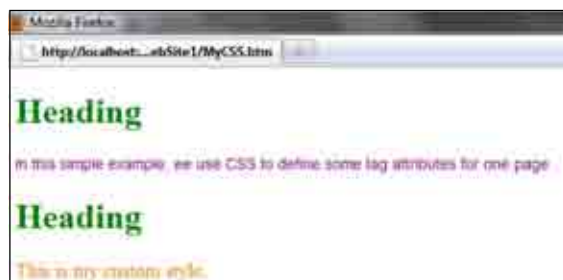 Mozilla Firefox
http://localhost:...ebSite1/MyCSS.htm
Heading
In this simple example, ee use CSS to define some tag attributes for one page
Heading
This is my custom style.